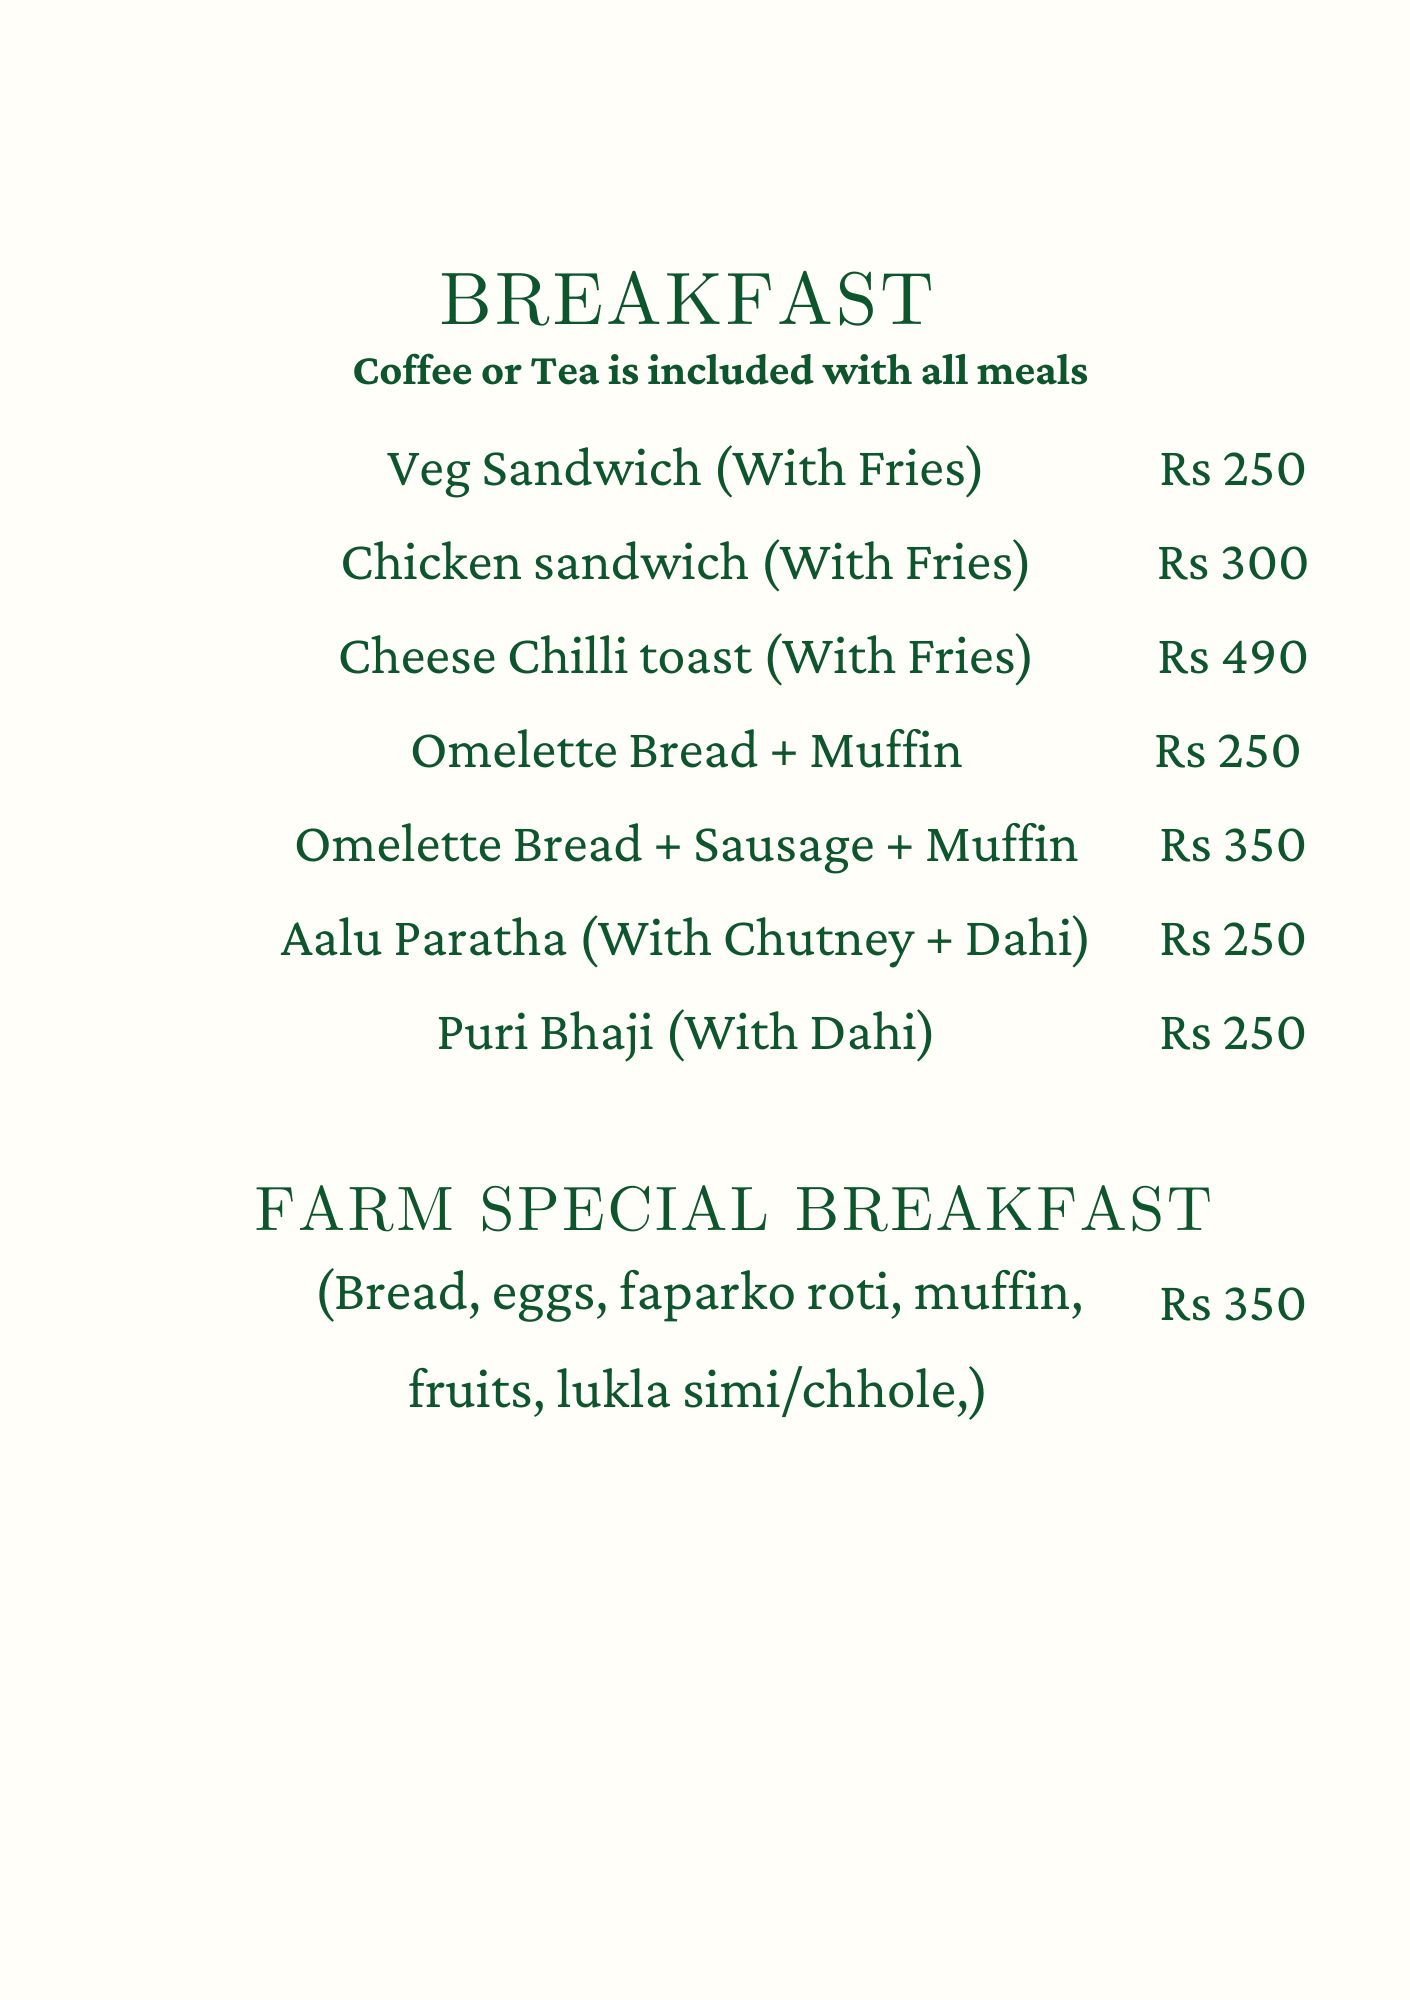 BREAKFAST
Coffee or Tea is included with all meals
Veg Sandwich (With Fries) Rs 250
Chicken sandwich (With Fries) Rs 300
Cheese Chilli toast (With Fries) Rs 490
Omelette Bread + Muffin Rs 250
Omelette Bread + Sausage + Muffin Rs 350
Aalu Paratha (With Chutney + Dahi) Rs 250
Puri Bhaji (With Dahi) Rs 250
FARM SPECIAL BREAKFAST
(Bread, eggs, faparko roti, muffin, Rs 350
fruits, lukla simi/chhole,)